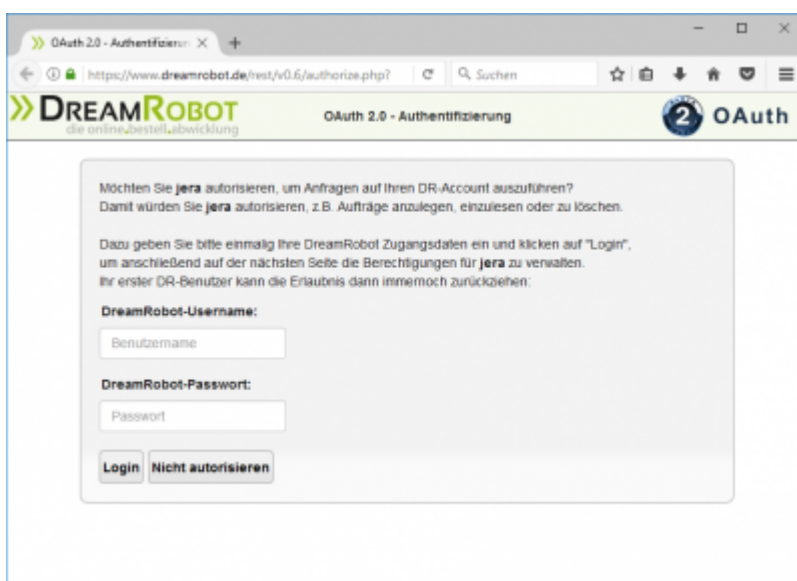 OAuth 2.0 - Authentifizierun
https://www.dreamrobot.de/rest/v0.6/authorize.php?
Suchen
DREAMROBOT
die online.bestell.abwicklung
OAuth 2.0 - Authentifizierung
2 OAuth
Möchten Sie jera autorisieren, um Anfragen auf Ihren DR-Account auszuführen?
Damit würden Sie jera autorisieren, z.B. Aufträge anzulegen, einzulesen oder zu löschen.
Dazu geben Sie bitte einmalig Ihre DreamRobot Zugangsdaten ein und klicken auf "Login",
um anschließend auf der nächsten Seite die Berechtigungen für jera zu verwalten.
Ihr erster DR-Benutzer kann die Erlaubnis dann immernoch zurückziehen:
DreamRobot-Username:
Benutzername
DreamRobot-Passwort:
Passwort
Login Nicht autorisieren